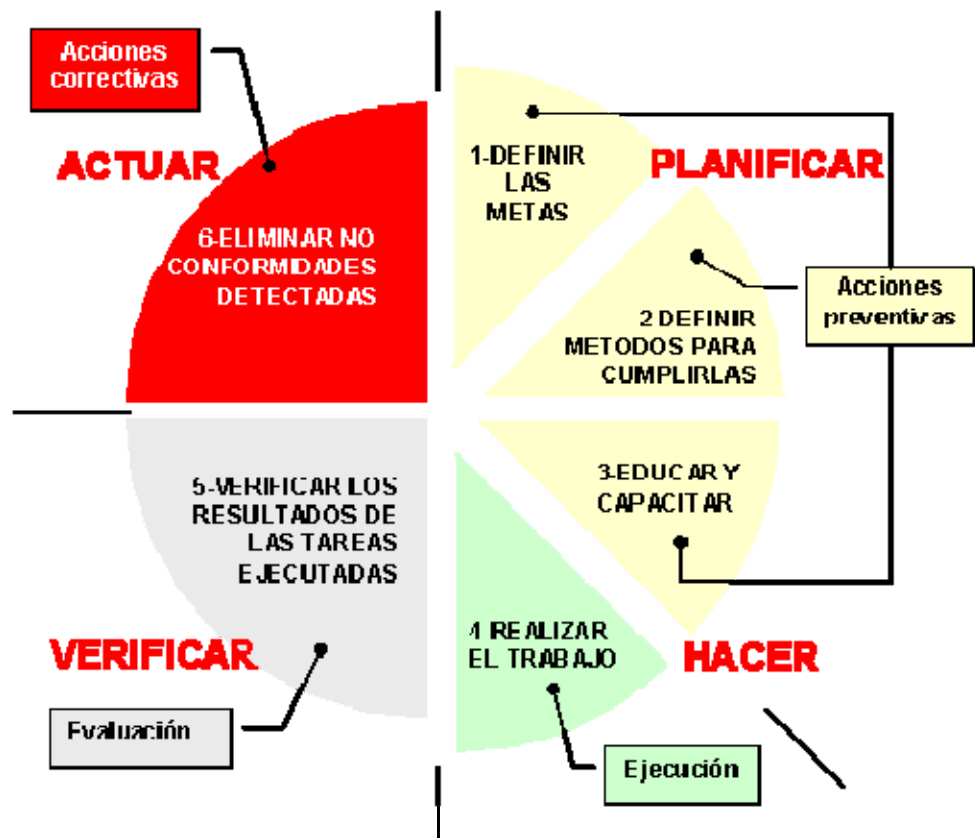 Acciones
correctivas
ACTUAR
6-ELIMINAR NO
CONFORMIDADES
DETECTADAS
1-DEFINIR
LAS
METAS
PLANIFICAR
2 DEFINIR
METODOS PARA
CUMPLIRLAS
Acciones
preventivas
3-EDUCAR Y
CAPACITAR
4 REALIZAR
EL TRABAJO
HACER
Ejecución
5-VERIFICAR LOS
RESULTADOS DE
LAS TAREAS
EJECUTADAS
VERIFICAR
Evaluación